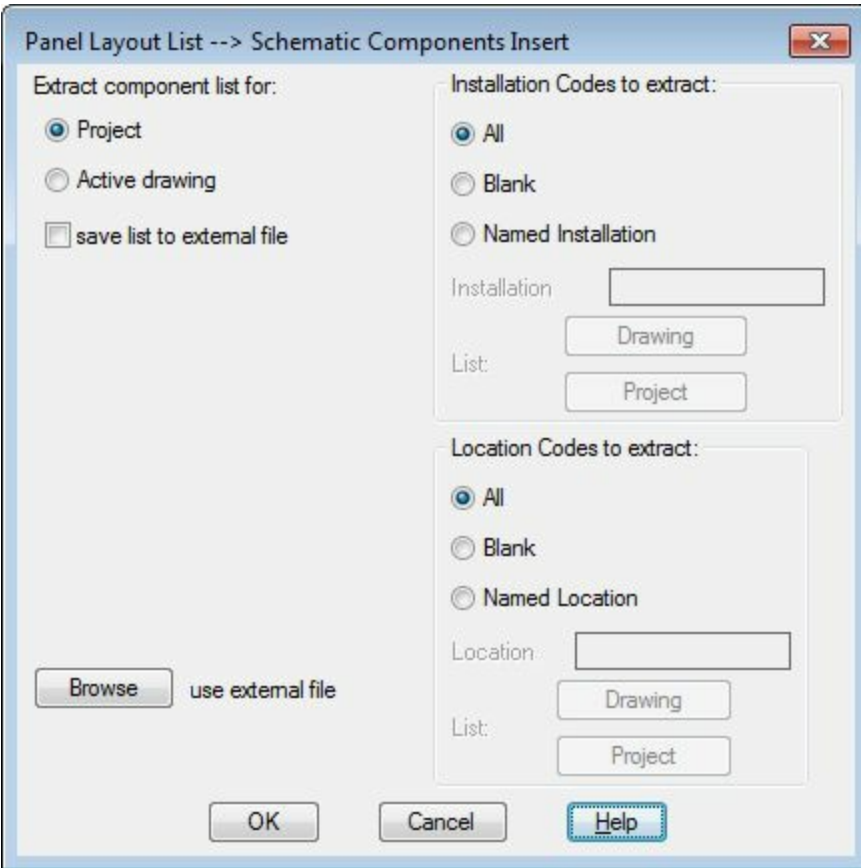 Panel Layout List --> Schematic Components Insert
Extract component list for:
Project
Active drawing
save list to external file
Browse
use external file
Installation Codes to extract:
All
Blank
Named Installation
Installation
List:
Drawing
Project
Location Codes to extract:
All
Blank
Named Location
Location
List:
Drawing
Project
OK
Cancel
Help